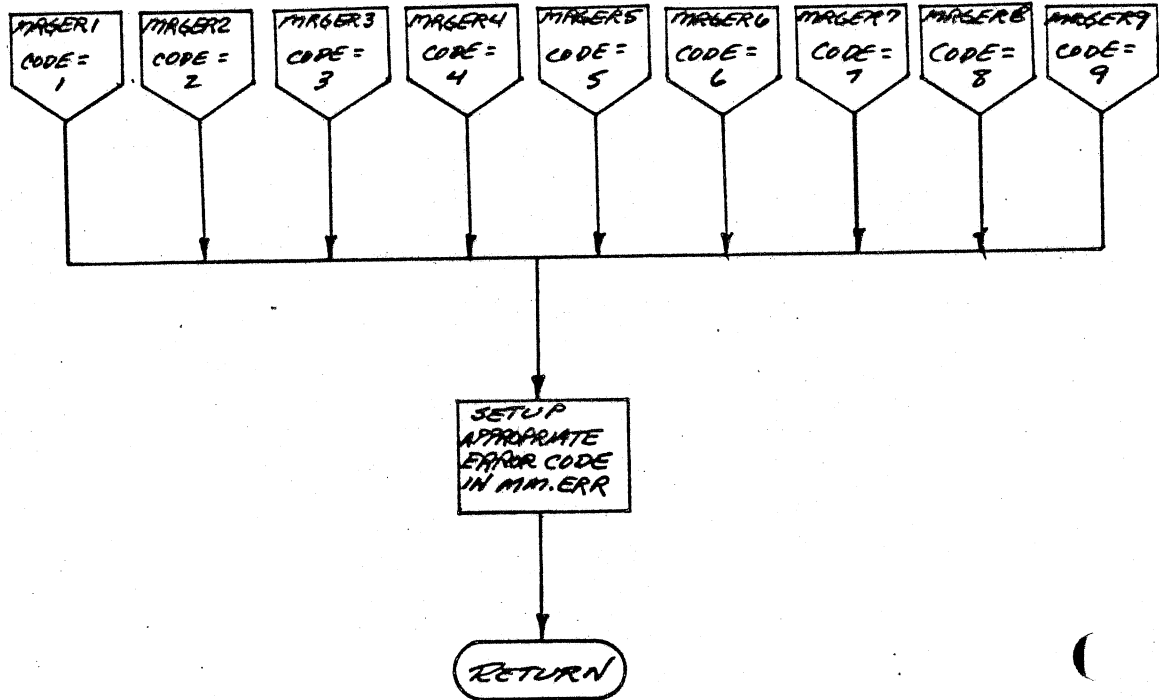 MRGER1
CODE =
1
MRGER2
CODE =
2
MRGER3
CODE =
3
MRGER4
CODE =
4
MRGER5
CODE =
5
MRGER6
CODE =
6
MRGER7
CODE =
7
MRGER8
CODE =
8
MRGER9
CODE =
9
SETUP
APPROPRIATE
ERROR CODE
IN MM.ERR
RETURN